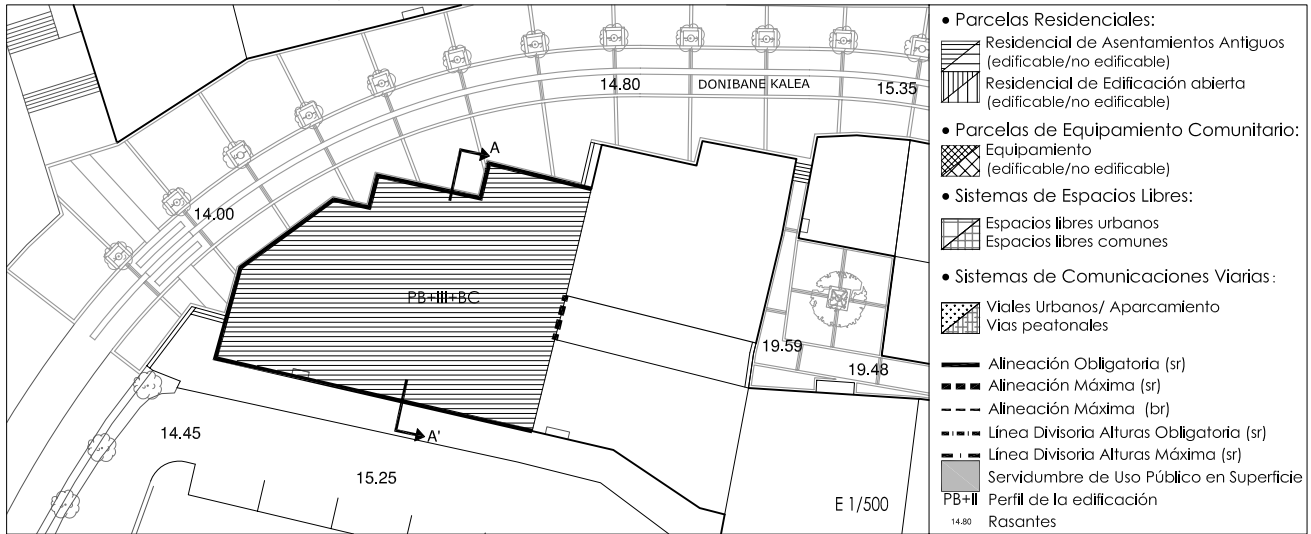 14.80
DONIBANE KALEA
15.35
A
14.00
PB+III+BC
19.59
19.48
A'
14.45
15.25
E 1/500
• Parcelas Residenciales:
Residencial de Asentamientos Antiguos
(edificable/no edificable)
Residencial de Edificación abierta
(edificable/no edificable)
• Parcelas de Equipamiento Comunitario:
Equipamiento
(edificable/no edificable)
• Sistemas de Espacios Libres:
Espacios libres urbanos
Espacios libres comunes
• Sistemas de Comunicaciones Viarias:
Viales Urbanos/ Aparcamiento
Vias peatonales
Alineación Obligatoria (sr)
Alineación Máxima (sr)
Alineación Máxima (br)
Línea Divisoria Alturas Obligatoria (sr)
Línea Divisoria Alturas Máxima (sr)
Servidumbre de Uso Público en Superficie
PB+II Perfil de la edificación
14.80 Rasantes